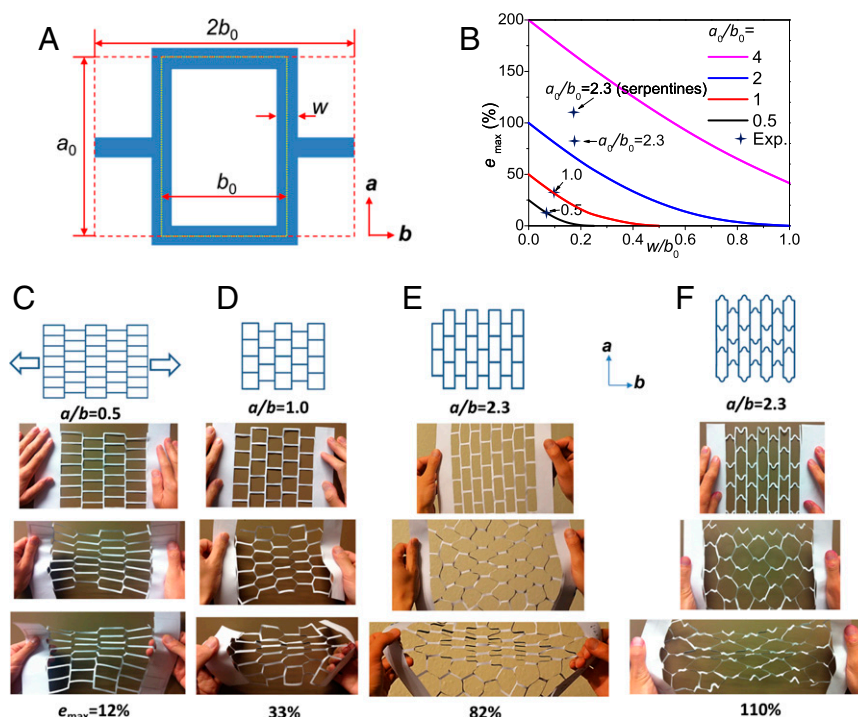 A
2b₀
a₀
w
b₀
a
b
B
a₀/b₀=
4
2
1
0.5
Exp.
a₀/b₀=2.3 (serpentines)
a₀/b₀=2.3
1.0
0.5
e max (%)
200
150
100
50
0
0.0 0.2 0.4 0.6 0.8 1.0
w/b₀
C D E F
a
b
a/b=0.5 a/b=1.0 a/b=2.3 a/b=2.3
eₘₐₓ=12% 33% 82% 110%